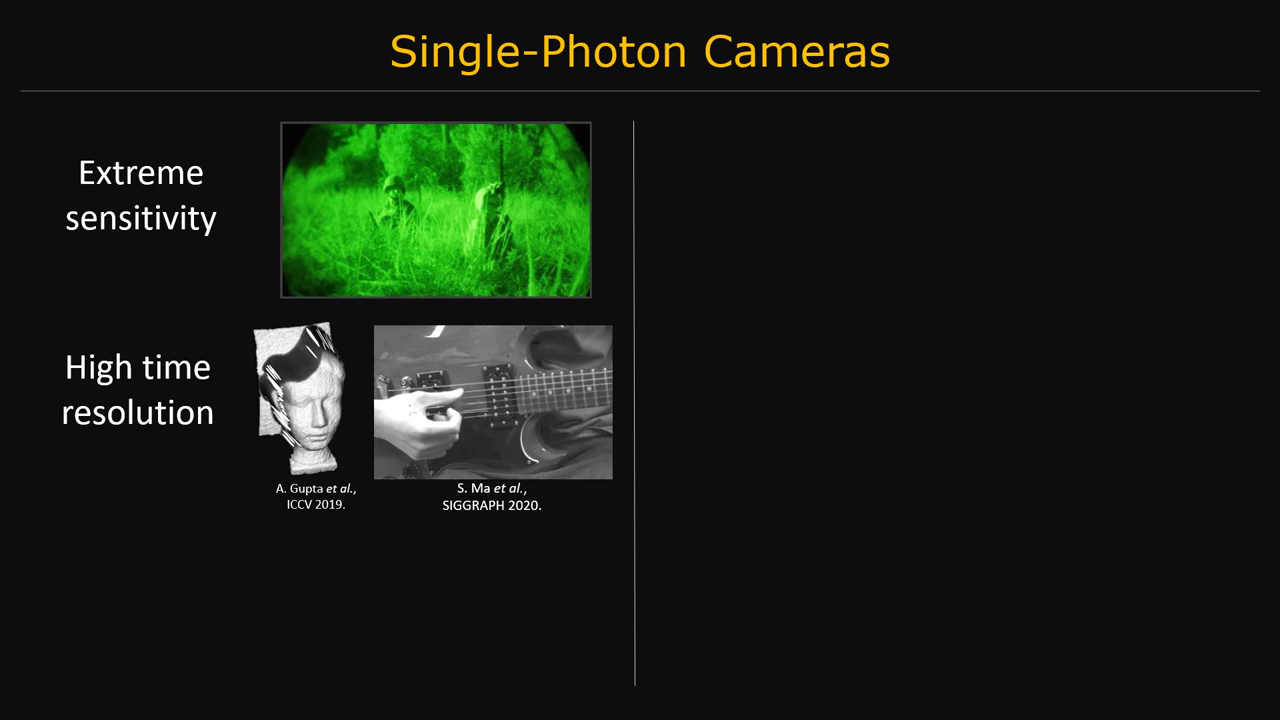 Single-Photon Cameras
Extreme
sensitivity
High time
resolution
A. Gupta et al.,
ICCV 2019.
S. Ma et al.,
SIGGRAPH 2020.